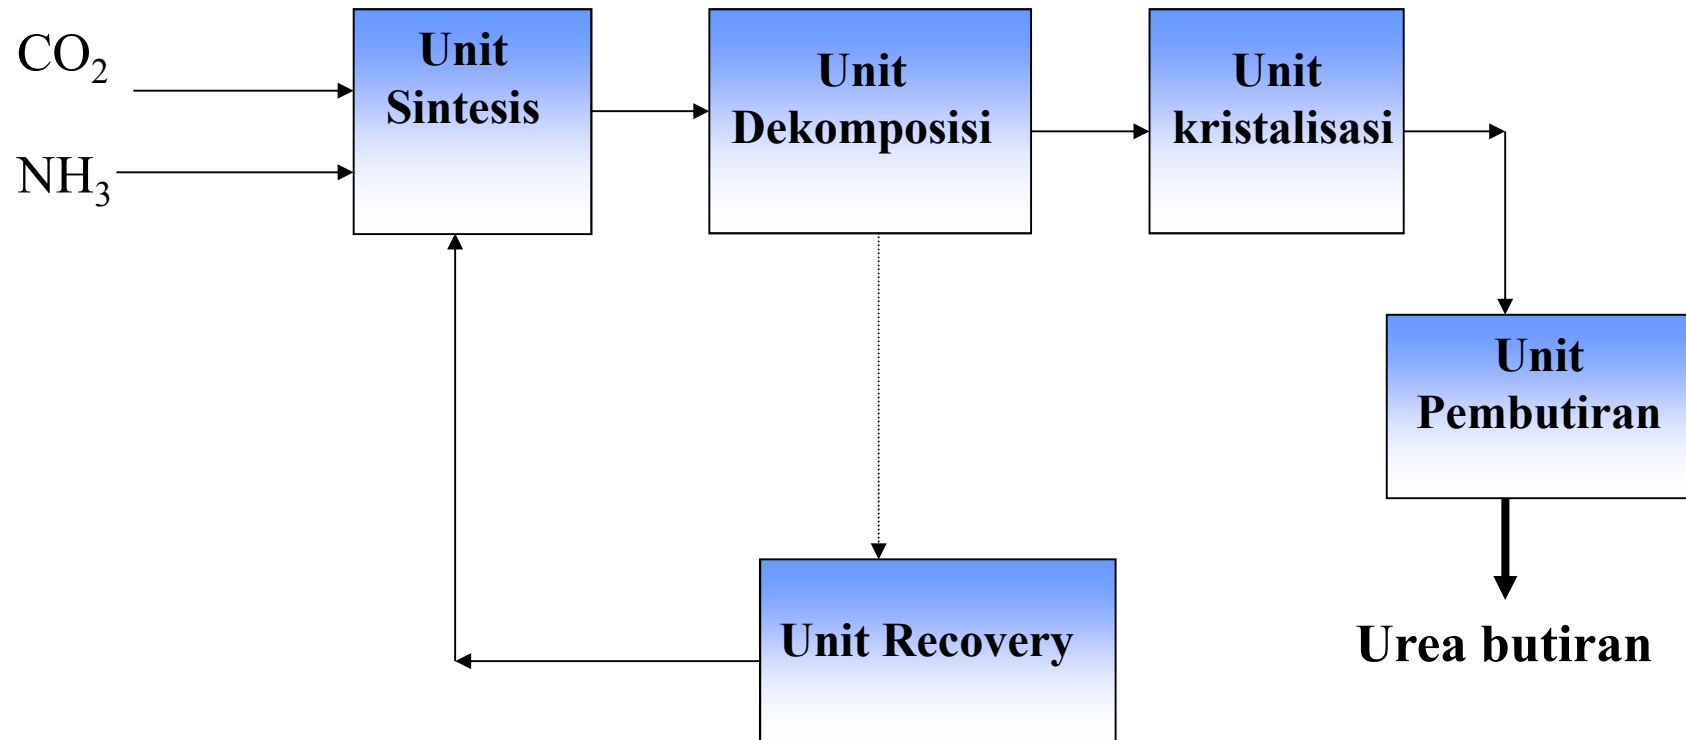 CO₂
NH₃
Unit
Sintesis
Unit
Dekomposisi
Unit
kristalisasi
Unit
Pembutiran
Unit Recovery
Urea butiran